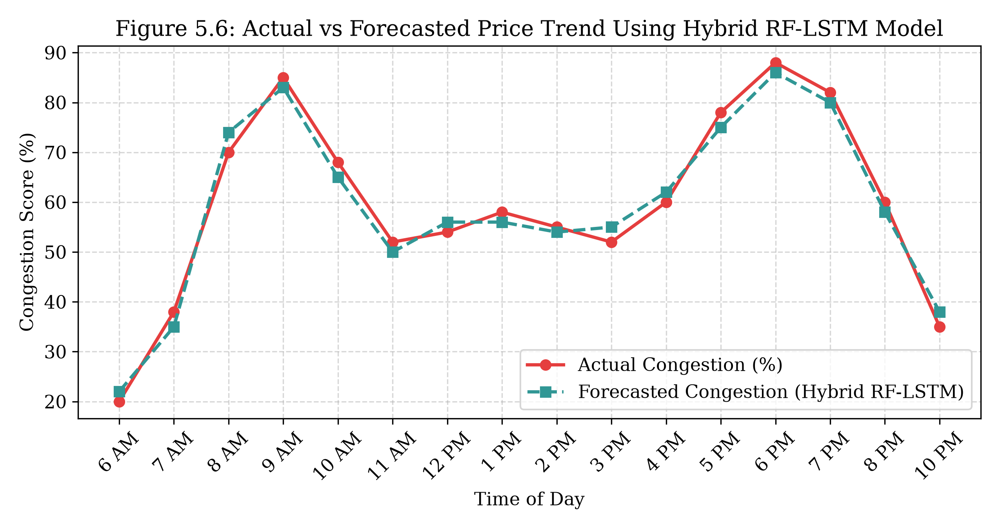 Figure 5.6: Actual vs Forecasted Price Trend Using Hybrid RF-LSTM Model
Congestion Score (%)
90
80
70
60
50
40
30
20
Actual Congestion (%)
Forecasted Congestion (Hybrid RF-LSTM)
6 AM
7 AM
8 AM
9 AM
10 AM
11 AM
12 PM
1 PM
2 PM
3 PM
4 PM
5 PM
6 PM
7 PM
8 PM
10 PM
Time of Day